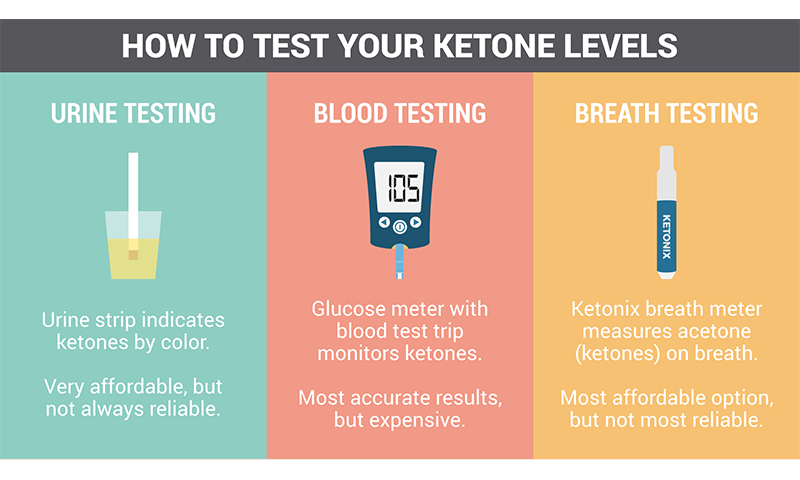 HOW TO TEST YOUR KETONE LEVELS
URINE TESTING
Urine strip indicates
ketones by color.
Very affordable, but
not always reliable.
BLOOD TESTING
105
Glucose meter with
blood test trip
monitors ketones.
Most accurate results,
but expensive.
BREATH TESTING
KETONIX
Ketonix breath meter
measures acetone
(ketones) on breath.
Most affordable option,
but not most reliable.